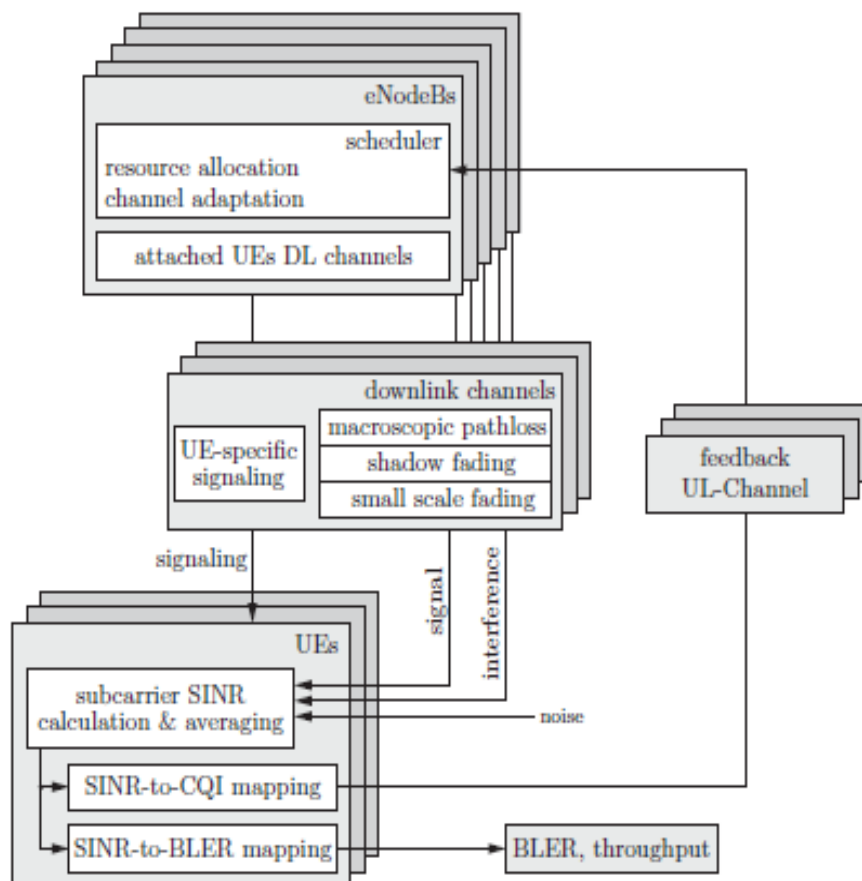 eNodeBs
scheduler
resource allocation
channel adaptation
attached UEs DL channels
downlink channels
UE-specific
signaling
macroscopic pathloss
shadow fading
small scale fading
feedback
UL-Channel
signaling
signal
interference
UEs
subcarrier SINR
calculation & averaging
noise
SINR-to-CQI mapping
SINR-to-BLER mapping
BLER, throughput